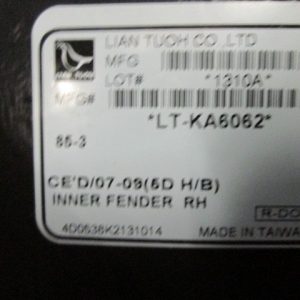 LIAN TUOH CO.,LTD
MFG
LOT# *1310A*
MFG#
*LT-KA6062*
85-3
CE'D/07-09(5D H/B)
INNER FENDER RH
R-DO
4D0538K2131014
MADE IN TAIWA